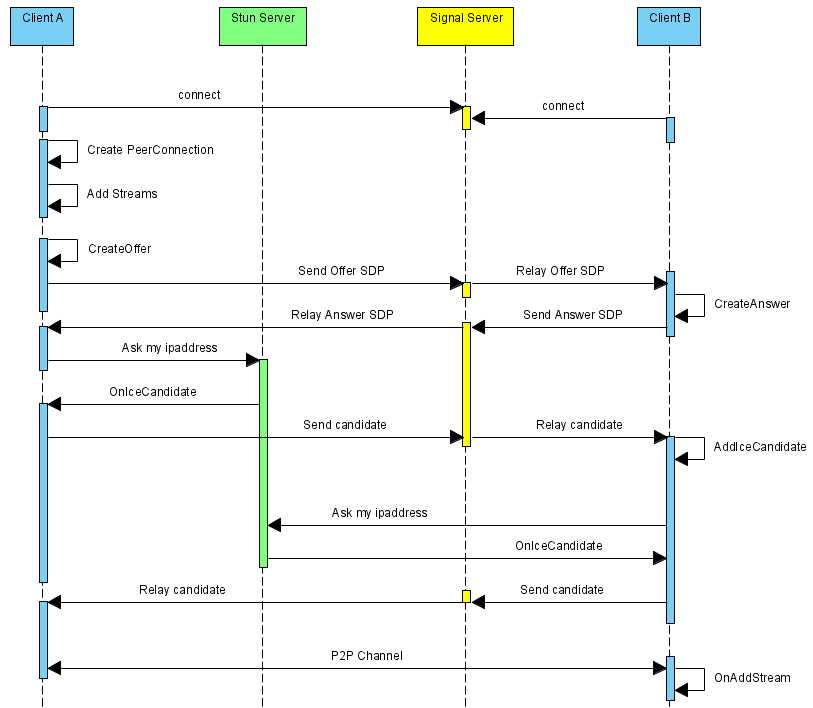 Client A
Stun Server
Signal Server
Client B
connect
connect
Create PeerConnection
Add Streams
CreateOffer
Send Offer SDP
Relay Offer SDP
CreateAnswer
Relay Answer SDP
Send Answer SDP
Ask my ipaddress
OnIceCandidate
Send candidate
Relay candidate
AddIceCandidate
Ask my ipaddress
OnIceCandidate
Relay candidate
Send candidate
P2P Channel
OnAddStream